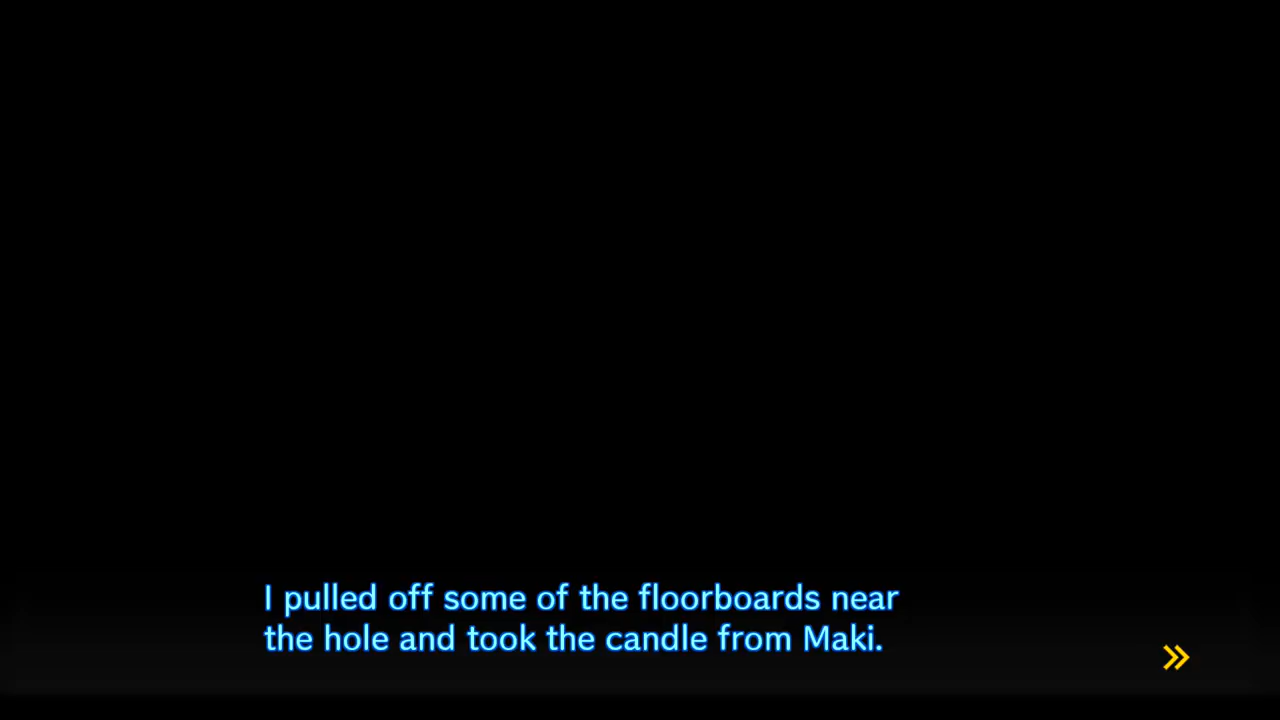 I pulled off some of the floorboards near
the hole and took the candle from Maki.